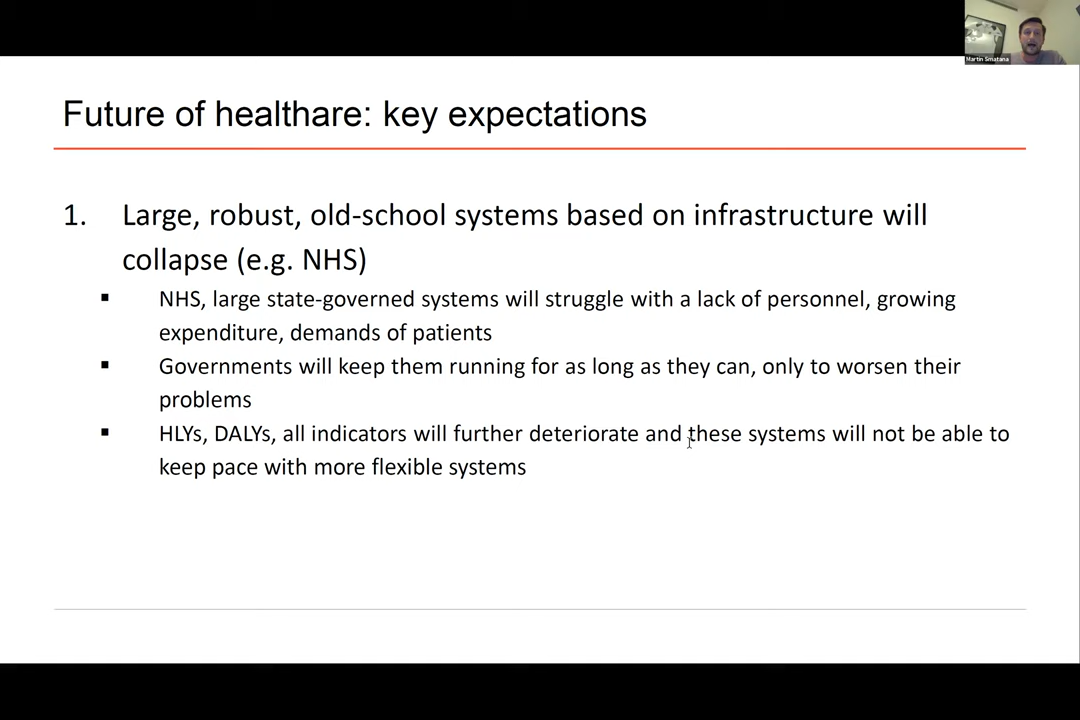 Martin Smatana
Future of healthare: key expectations
1. Large, robust, old-school systems based on infrastructure will
collapse (e.g. NHS)
▪ NHS, large state-governed systems will struggle with a lack of personnel, growing
expenditure, demands of patients
▪ Governments will keep them running for as long as they can, only to worsen their
problems
▪ HLYs, DALYs, all indicators will further deteriorate and these systems will not be able to
keep pace with more flexible systems